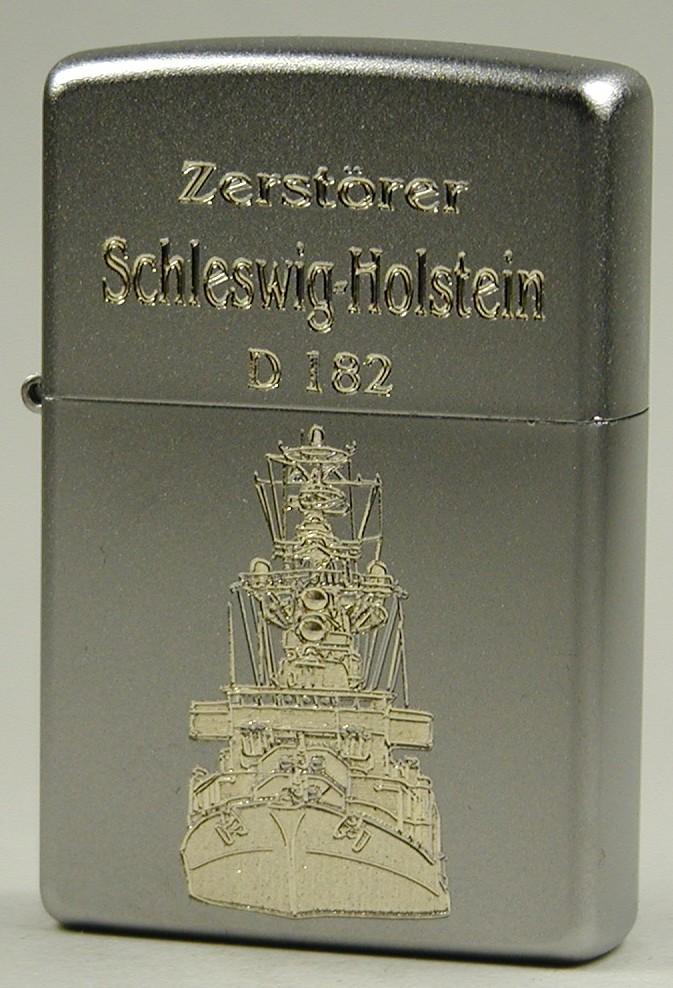 Zerstörer
Schleswig-Holstein
D 182